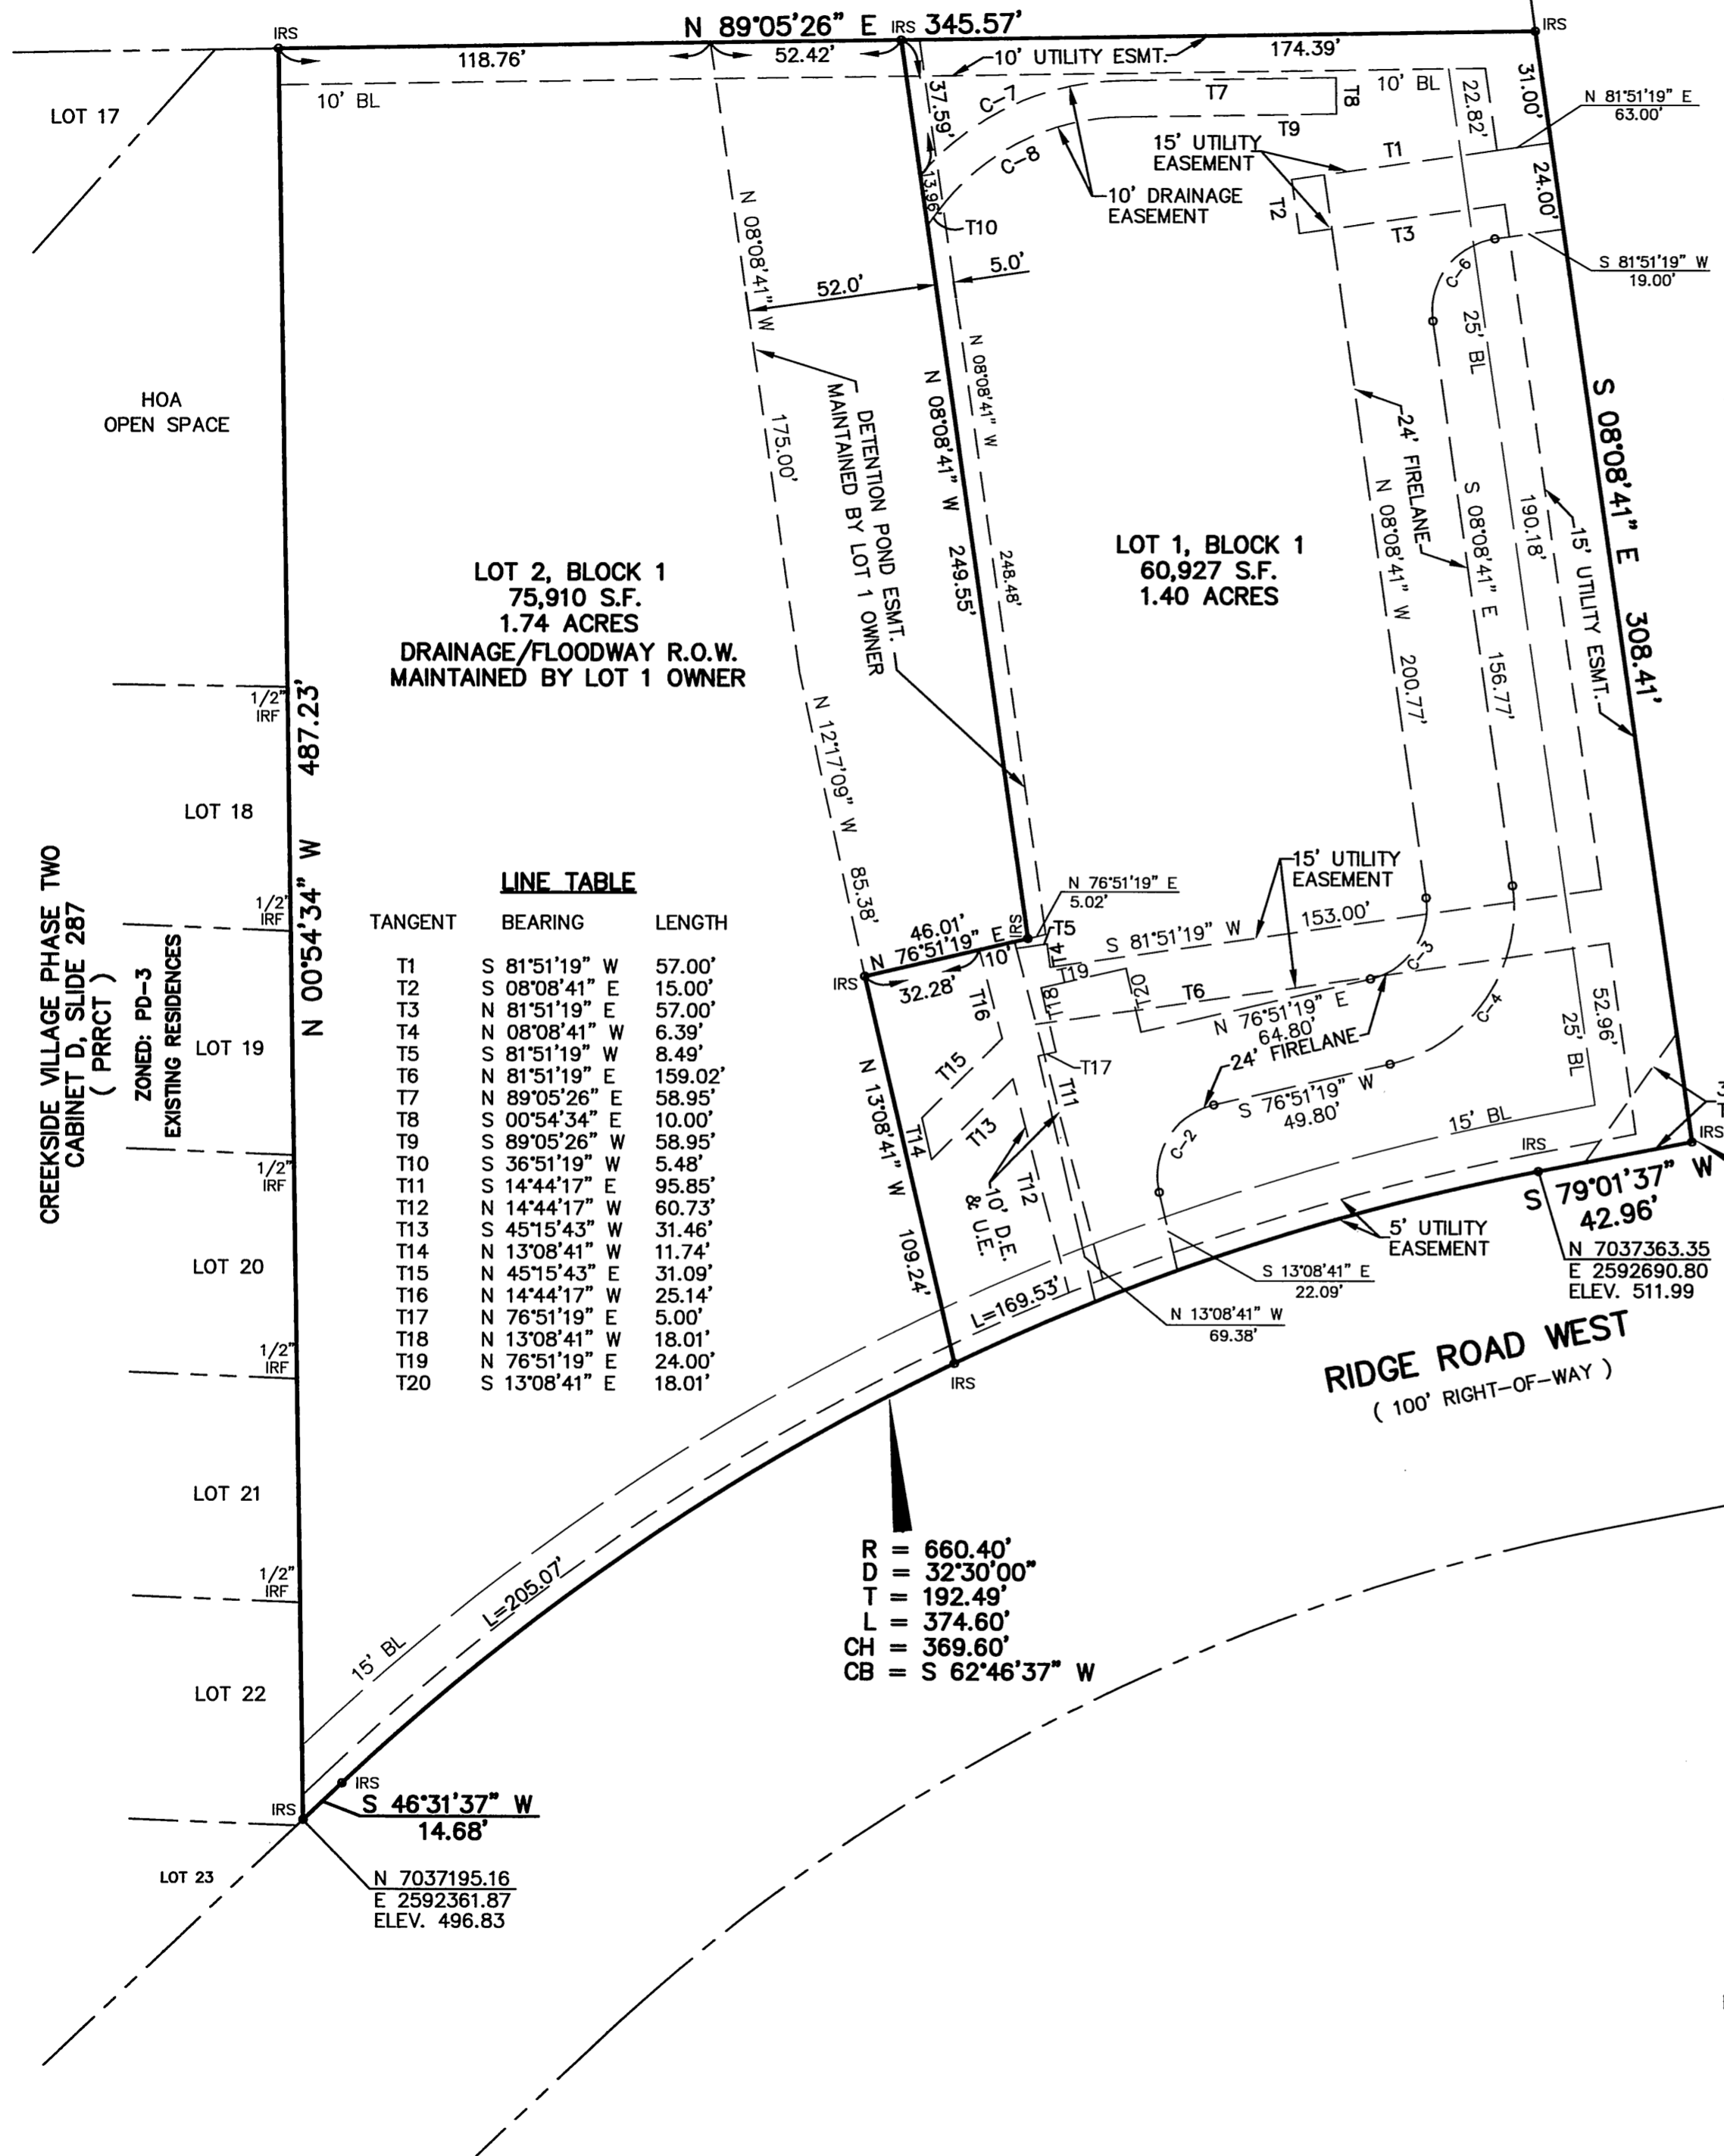 N 89°05'26" E
345.57'
IRS
IRS
IRS
118.76'
52.42'
10' UTILITY ESMT.
174.39'
10' BL
LOT 17
37.59'
C-7
T7
T8
10' BL
22.82'
31.00'
N 81°51'19" E
63.00'
C-8
T9
15' UTILITY
EASEMENT
T1
24.00'
13.96'
10' DRAINAGE
EASEMENT
T2
T3
T10
N 08°08'41" W
5.0'
52.0'
C-6
S 81°51'19" W
19.00'
25' BL
HOA
OPEN SPACE
175.00'
DETENTION POND ESMT.
MAINTAINED BY LOT 1 OWNER
N 08°08'41" W
249.55'
N 08°08'41" W
248.48'
24' FIRELANE
N 08°08'41" W
200.77'
S 08°08'41" E
156.77'
190.18'
15' UTILITY ESMT.
S 08°08'41" E
308.41'
LOT 1, BLOCK 1
60,927 S.F.
1.40 ACRES
LOT 2, BLOCK 1
75,910 S.F.
1.74 ACRES
DRAINAGE/FLOODWAY R.O.W.
MAINTAINED BY LOT 1 OWNER
1/2"
IRF
487.23'
N 00°54'34" W
N 12°17'09" W
85.38'
LOT 18
CREEKSIDE VILLAGE PHASE TWO
CABINET D, SLIDE 287
( PRRCT )
ZONED: PD-3
EXISTING RESIDENCES
1/2"
IRF
LOT 19
LINE TABLE
TANGENT BEARING LENGTH
T1 S 81°51'19" W 57.00'
T2 S 08°08'41" E 15.00'
T3 N 81°51'19" E 57.00'
T4 N 08°08'41" W 6.39'
T5 S 81°51'19" W 8.49'
T6 N 81°51'19" E 159.02'
T7 N 89°05'26" E 58.95'
T8 S 00°54'34" E 10.00'
T9 S 89°05'26" W 58.95'
T10 S 36°51'19" W 5.48'
T11 S 14°44'17" E 95.85'
T12 N 14°44'17" W 60.73'
T13 S 45°15'43" W 31.46'
T14 N 13°08'41" W 11.74'
T15 N 45°15'43" E 31.09'
T16 N 14°44'17" W 25.14'
T17 N 76°51'19" E 5.00'
T18 N 13°08'41" W 18.01'
T19 N 76°51'19" E 24.00'
T20 S 13°08'41" E 18.01'
15' UTILITY
EASEMENT
N 76°51'19" E
5.02'
46.01'
N 76°51'19" E
IRS
IRS
32.28'
10'
T5
T4
S 81°51'19" W
153.00'
T19
T18
T20
T6
C-3
N 76°51'19" E
64.80'
24' FIRELANE
C-4
52.96'
25' BL
T16
T15
T17
T11
T14
T13
T12
10' D.E.
& U.E.
S 76°51'19" W
49.80'
C-2
15' BL
IRS
IRS
S 79°01'37" W
42.96'
N 7037363.35
E 2592690.80
ELEV. 511.99
5' UTILITY
EASEMENT
S 13°08'41" E
22.09'
N 13°08'41" W
69.38'
N 13°08'41" W
109.24'
L=169.53'
IRS
RIDGE ROAD WEST
( 100' RIGHT-OF-WAY )
1/2"
IRF
LOT 20
1/2"
IRF
LOT 21
1/2"
IRF
LOT 22
R = 660.40'
D = 32°30'00"
T = 192.49'
L = 374.60'
CH = 369.60'
CB = S 62°46'37" W
L=205.07'
15' BL
IRS
IRS
S 46°31'37" W
14.68'
LOT 23
N 7037195.16
E 2592361.87
ELEV. 496.83